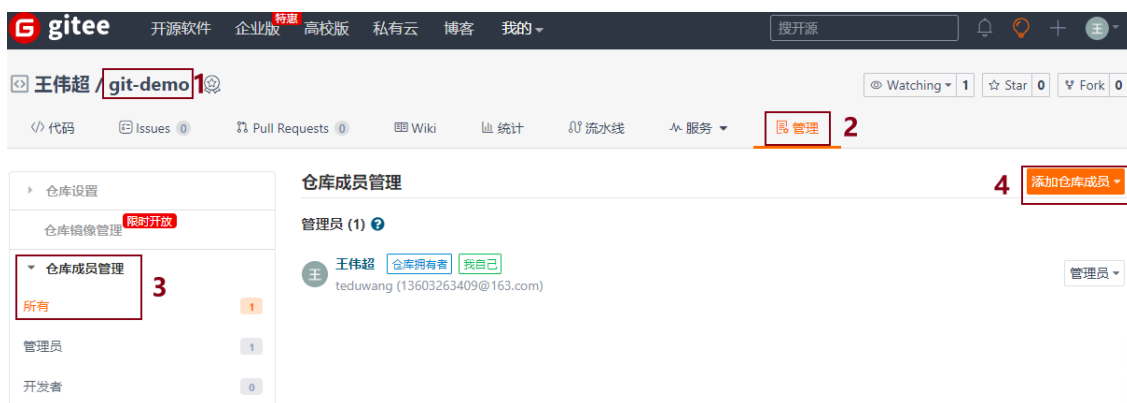 gitee 开源软件 企业版 特惠 高校版 私有云 博客 我的 搜开源 王
王伟超 / git-demo 1 Watching 1 Star 0 Fork 0
代码 Issues 0 Pull Requests 0 Wiki 统计 流水线 服务 管理 2
仓库设置
仓库镜像管理 限时开放
仓库成员管理 3
所有 1
管理员 1
开发者 0
仓库成员管理 4 添加仓库成员
管理员 (1) ?
王 王伟超 仓库拥有者 我自己 管理员
teduwang (13603263409@163.com)